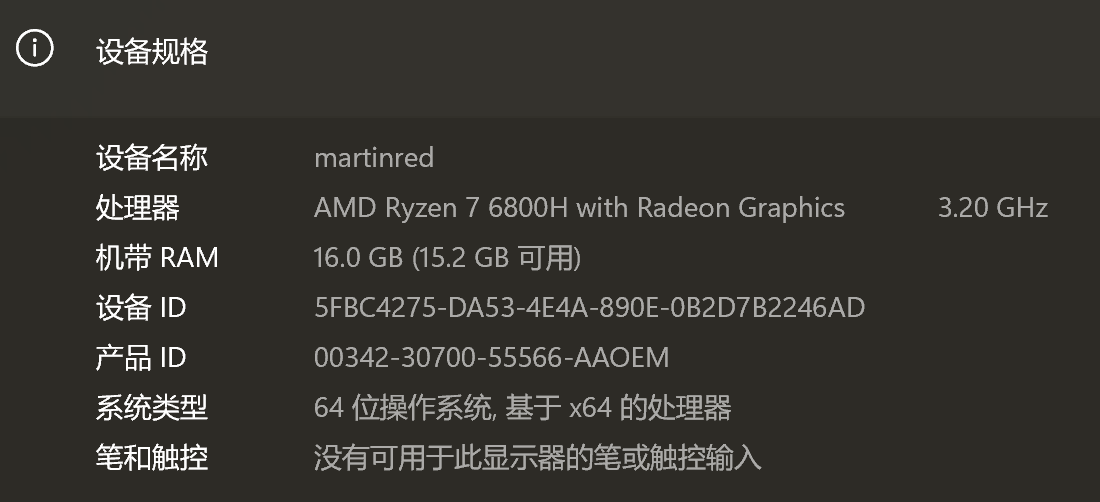 设备规格
设备名称 martinred
处理器 AMD Ryzen 7 6800H with Radeon Graphics 3.20 GHz
机带 RAM 16.0 GB (15.2 GB 可用)
设备 ID 5FBC4275-DA53-4E4A-890E-0B2D7B2246AD
产品 ID 00342-30700-55566-AAOEM
系统类型 64 位操作系统, 基于 x64 的处理器
笔和触控 没有可用于此显示器的笔或触控输入